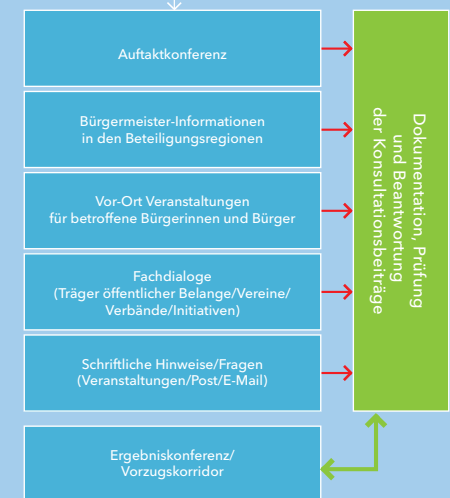 Auftaktkonferenz
Bürgermeister-Informationen
in den Beteiligungsregionen
Vor-Ort Veranstaltungen
für betroffene Bürgerinnen und Bürger
Fachdialoge
(Träger öffentlicher Belange/Vereine/
Verbände/Initiativen)
Schriftliche Hinweise/Fragen
(Veranstaltungen/Post/E-Mail)
Ergebniskonferenz/
Vorzugskorridor
Dokumentation, Prüfung
und Beantwortung
der Konsultationsbeiträge